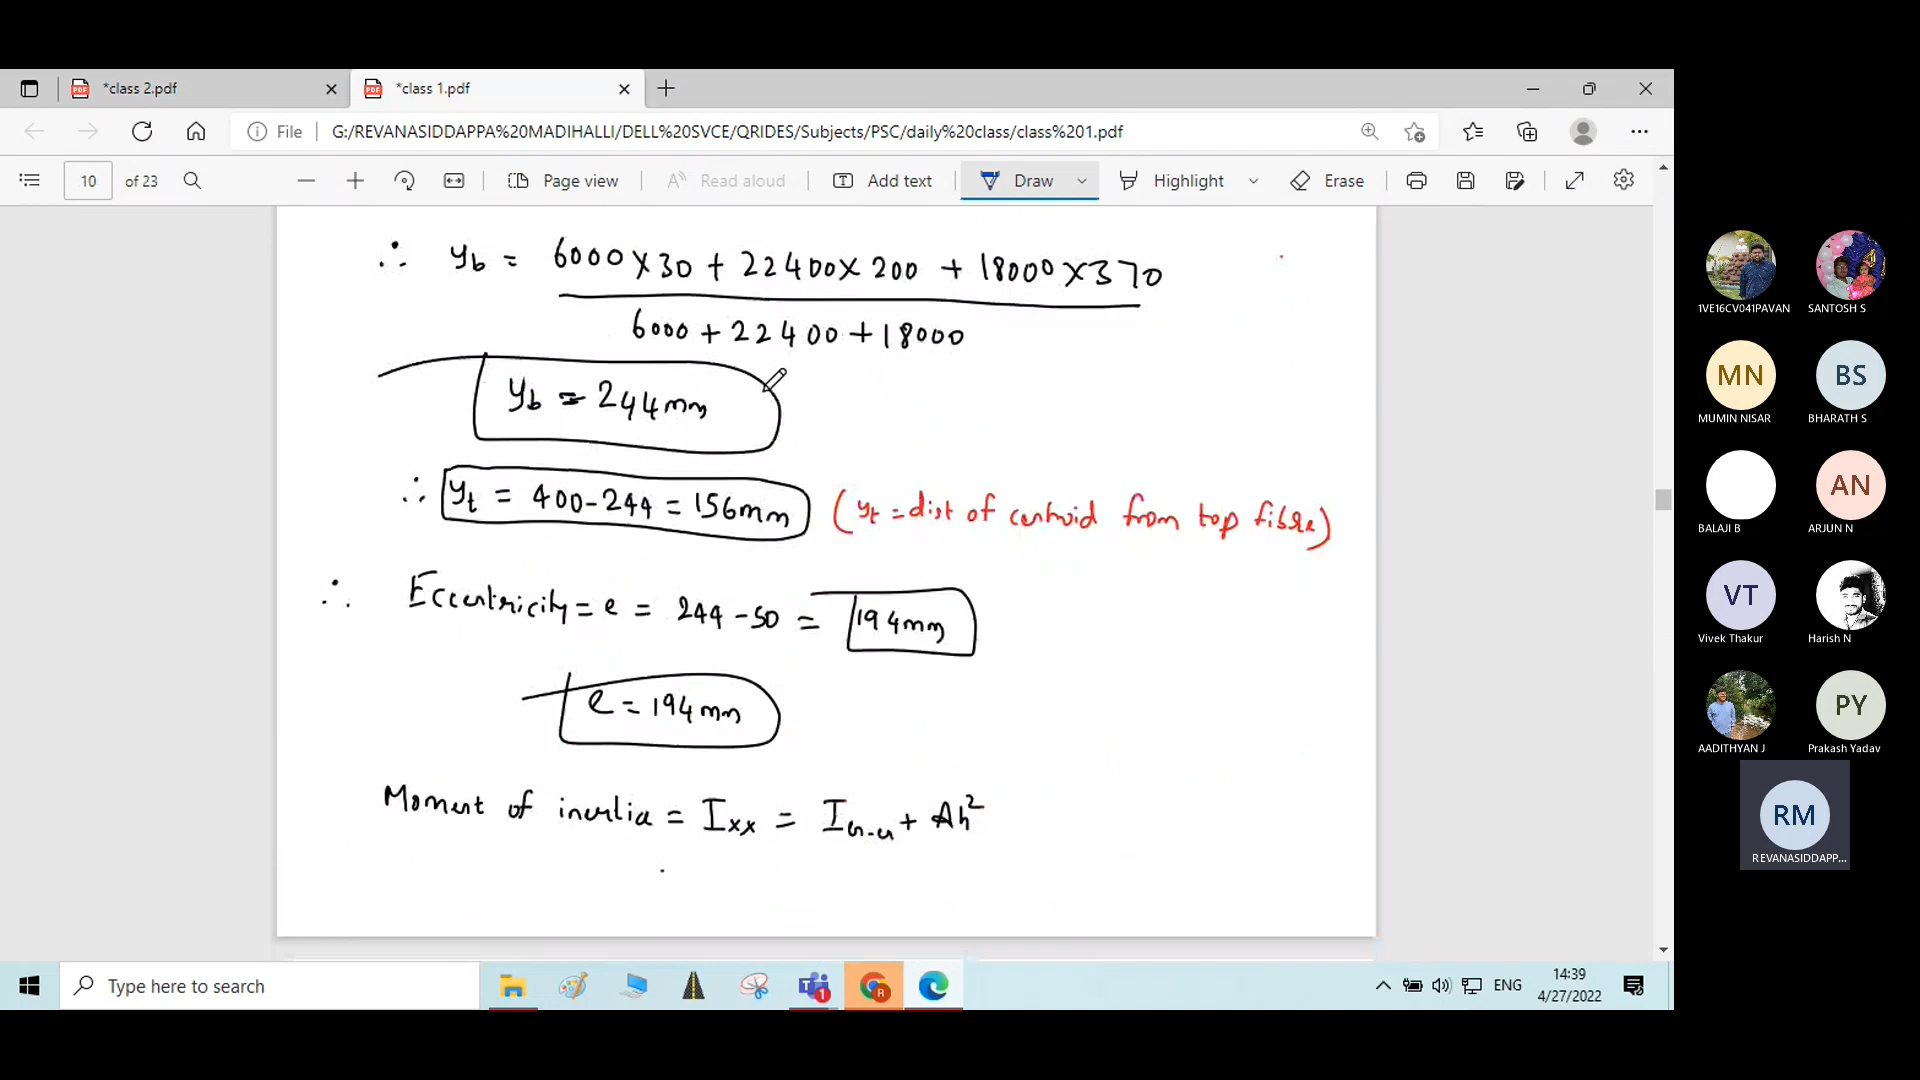 *class 2.pdf
*class 1.pdf
File | G:/REVANASIDDAPPA%20MADIHALLI/DELL%20SVCE/QRIDES/Subjects/PSC/daily%20class/class%201.pdf
10 of 23
Page view
Read aloud
Add text
Draw
Highlight
Erase
∴ yb = 6000×30 + 22400×200 + 18000×370
6000 + 22400 + 18000
yb = 244mm
∴ yt = 400-244 = 156mm (yt = dist of centroid from top fibre)
∴ Eccentricity = e = 244-50 = 194mm
e = 194mm
Moment of inertia = Ixx = IG-G + Ah²
1VE16CV041PAVAN
SANTOSH S
MN
MUMIN NISAR
BS
BHARATH S
BALAJI B
AN
ARJUN N
VT
Vivek Thakur
Harish N
AADITHYAN J
PY
Prakash Yadav
RM
REVANASIDDAPP...
Type here to search
1
R
ENG
14:39
4/27/2022